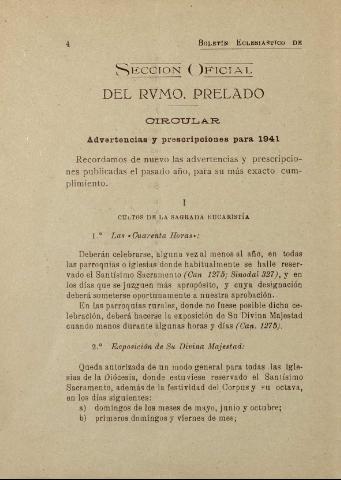 4 BOLETÍN ECLESIASTICO DE
SECCION OFICIAL
DEL RVMO. PRELADO
CIRCULAR
Advertencias y prescripciones para 1941
Recordamos de nuevo las advertencias y prescripcio-
nes publicadas el pasado año, para su más exacto cum-
plimiento.
I
CULTOS DE LA SAGRADA EUCARISTÍA
1.° Las «Cuarenta Horas»:
Deberán celebrarse, alguna vez al menos al año, en todas
las parroquias o iglesias donde habitualmente se halle reser-
vado el Santísimo Sacramento (Can. 1275; Sinodal 327), y en
los días que se juzguen más apropósito, y cuya designación
deberá someterse oportunamente a nuestra aprobación.
En las parroquias rurales, donde no fuese posible dicha ce-
lebración, deberá hacerse la exposición de Su Divina Majestad
cuando menos durante algunas horas y días (Can. 1275).
2.° Exposición de Su Divina Majestad:
Queda autorizada de un modo general para todas las Igle-
sias de la Diócesis, donde estuviese reservado el Santísimo
Sacramento, además de la festividad del Corpus y su octava,
en los días siguientes:
a) domingos de los meses de mayo, junio y octubre;
b) primeros domingos y viernes de mes;